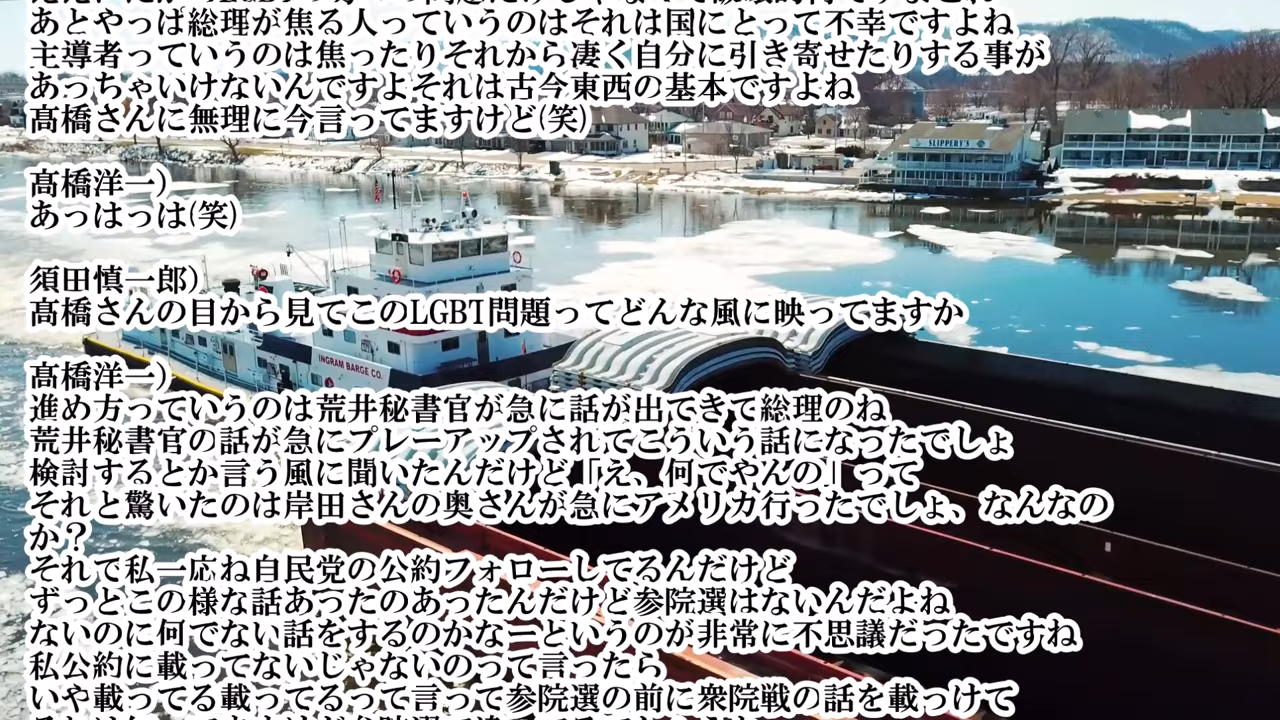 あとやっぱ総理が焦る人っていうのはそれは国にとって不幸ですよね
主導者っていうのは焦ったりそれから凄く自分に引き寄せたりする事が
あっちゃいけないんですよそれは古今東西の基本ですよね
髙橋さんに無理に今言ってますけど(笑)
髙橋洋一）
あっはっは(笑)
須田慎一郎）
髙橋さんの目から見てこのLGBT問題ってどんな風に映ってますか
髙橋洋一）
進め方っていうのは荒井秘書官が急に話が出てきて総理のね
荒井秘書官の話が急にプレーアップされてこういう話になったでしょ
検討するとか言う風に聞いたんだけど「え、何でやんの」って
それと驚いたのは岸田さんの奥さんが急にアメリカ行ったでしょ、なんなの
か？
それで私一応ね自民党の公約フォローしてるんだけど
ずっとこの様な話あったのあったんだけど参院選はないんだよね
ないのに何でない話をするのかなーというのが非常に不思議だったですね
私公約に載ってないじゃないのって言ったら
いや載ってる載ってるって言って参院選の前に衆院戦の話を載っけて
SLIPPERY'S
INGRAM BARGE CO.